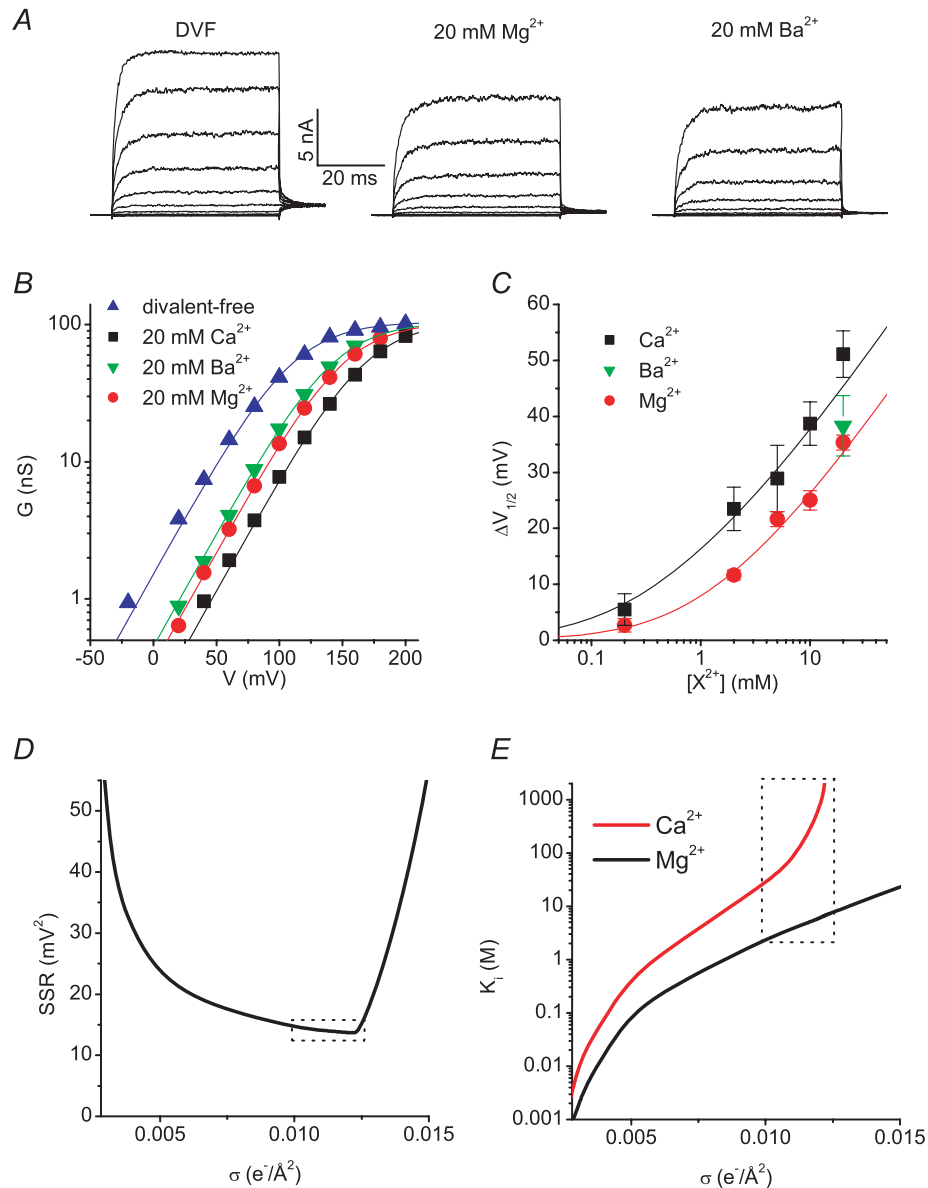 A
DVF
20 mM Mg²⁺
20 mM Ba²⁺
5 nA
20 ms
B
divalent-free
20 mM Ca²⁺
20 mM Ba²⁺
20 mM Mg²⁺
100
10
1
G (nS)
-50 0 50 100 150 200
V (mV)
C
Ca²⁺
Ba²⁺
Mg²⁺
60
50
40
30
20
10
0
ΔV1/2 (mV)
0.1 1 10
[X²⁺] (mM)
D
50
40
30
20
10
0
SSR (mV²)
0.005 0.010 0.015
σ (e⁻/Å²)
E
Ca²⁺
Mg²⁺
1000
100
10
1
0.1
0.01
0.001
Ki (M)
0.005 0.010 0.015
σ (e⁻/Å²)